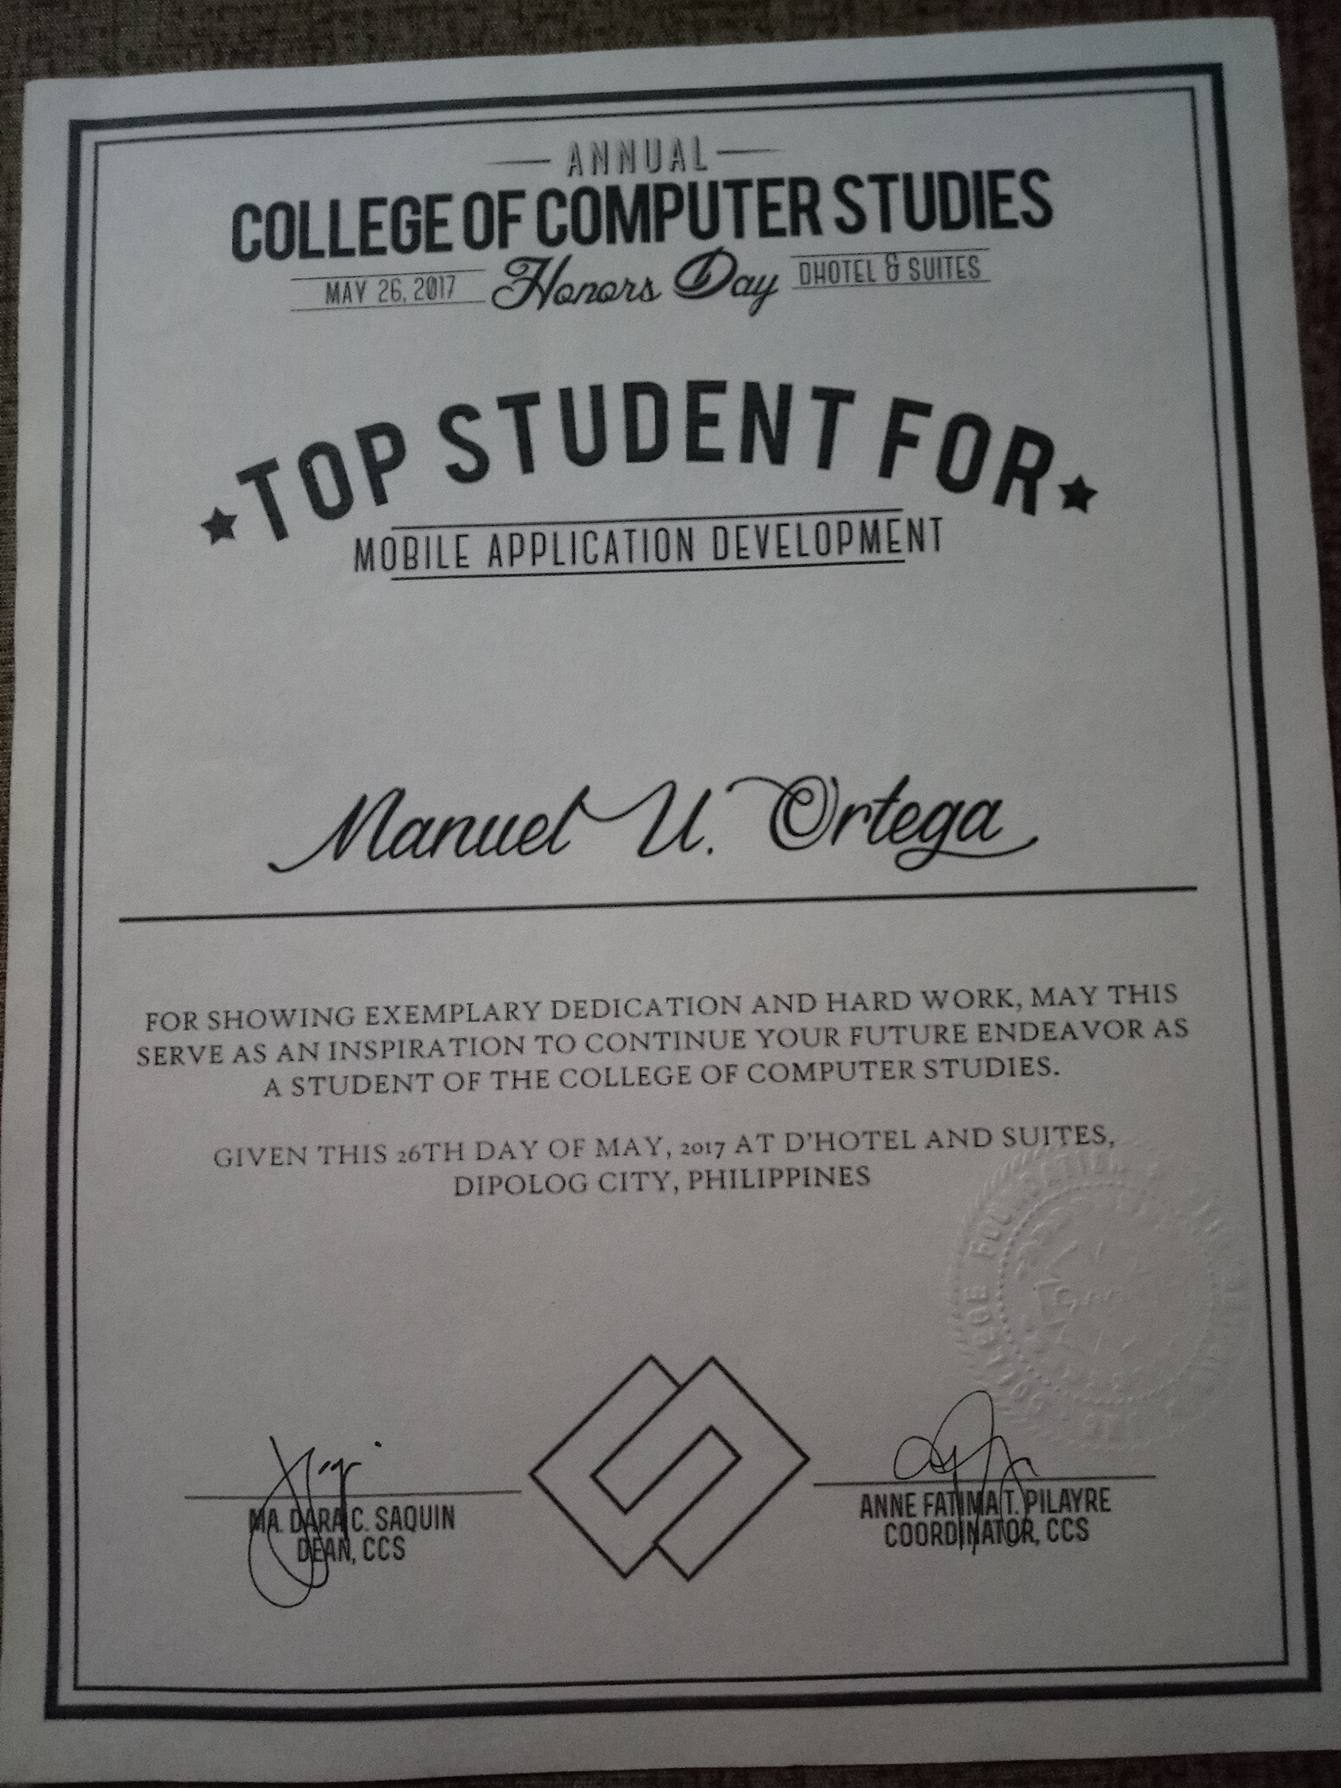 ANNUAL
COLLEGE OF COMPUTER STUDIES
MAY 26, 2017 Honors Day DHOTEL & SUITES
TOP STUDENT FOR
MOBILE APPLICATION DEVELOPMENT
Manuel U. Ortega
FOR SHOWING EXEMPLARY DEDICATION AND HARD WORK, MAY THIS
SERVE AS AN INSPIRATION TO CONTINUE YOUR FUTURE ENDEAVOR AS
A STUDENT OF THE COLLEGE OF COMPUTER STUDIES.
GIVEN THIS 26TH DAY OF MAY, 2017 AT D'HOTEL AND SUITES,
DIPOLOG CITY, PHILIPPINES
MA. DARA C. SAQUIN
DEAN, CCS
ANNE FATIMA T. PILAYRE
COORDINATOR, CCS